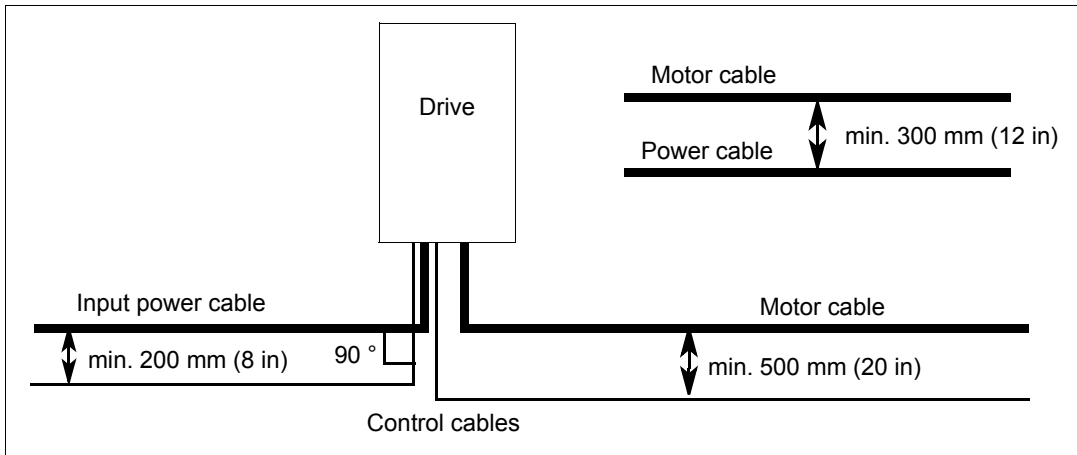 Drive
Motor cable
min. 300 mm (12 in)
Power cable
Input power cable
Motor cable
min. 200 mm (8 in)
90 °
min. 500 mm (20 in)
Control cables